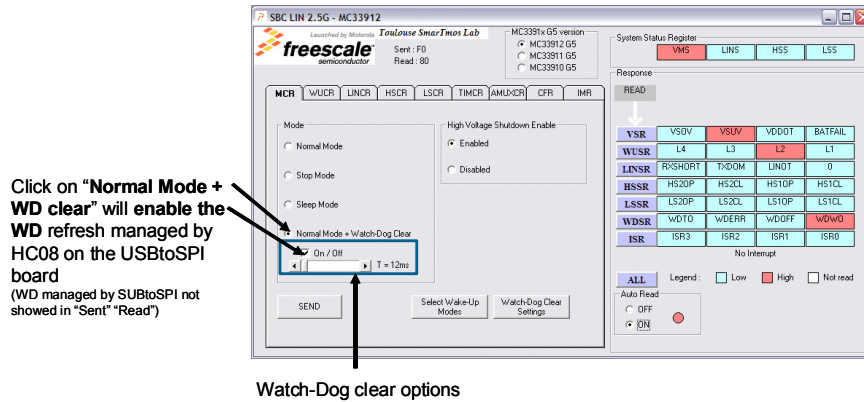 SBC LIN 2.5G - MC33912
Launched by Motorola
freescale
semiconductor
Toulouse SmarTmos Lab
Sent : F0
Read : 80
MC3391x G5 version
MC33912 G5
MC33911 G5
MC33910 G5
System Status Register
VMS LINS HSS LSS
Response
READ
MCR WUCR LINCR HSCR LSCR TIMCR AMUXCR CFR IMR
Mode
Normal Mode
Stop Mode
Sleep Mode
Normal Mode + Watch-Dog Clear
On / Off
T = 12ms
High Voltage Shutdown Enable
Enabled
Disabled
SEND
Select Wake-Up
Modes
Watch-Dog Clear
Settings
VSR VSOV VSUV VDDOT BATFAIL
WUSR L4 L3 L2 L1
LINSR RXSHORT TXDOM LINOT 0
HSSR HS2OP HS2CL HS1OP HS1CL
LSSR LS2OP LS2CL LS1OP LS1CL
WDSR WDTO WDERR WDOFF WDWO
ISR ISR3 ISR2 ISR1 ISR0
No Interrupt
ALL Legend : Low High Not read
Auto Read
OFF
ON
Click on “Normal Mode +
WD clear” will enable the
WD refresh managed by
HC08 on the USBtoSPI
board
(WD managed by SUBtoSPI not
showed in “Sent” “Read”)
Watch-Dog clear options